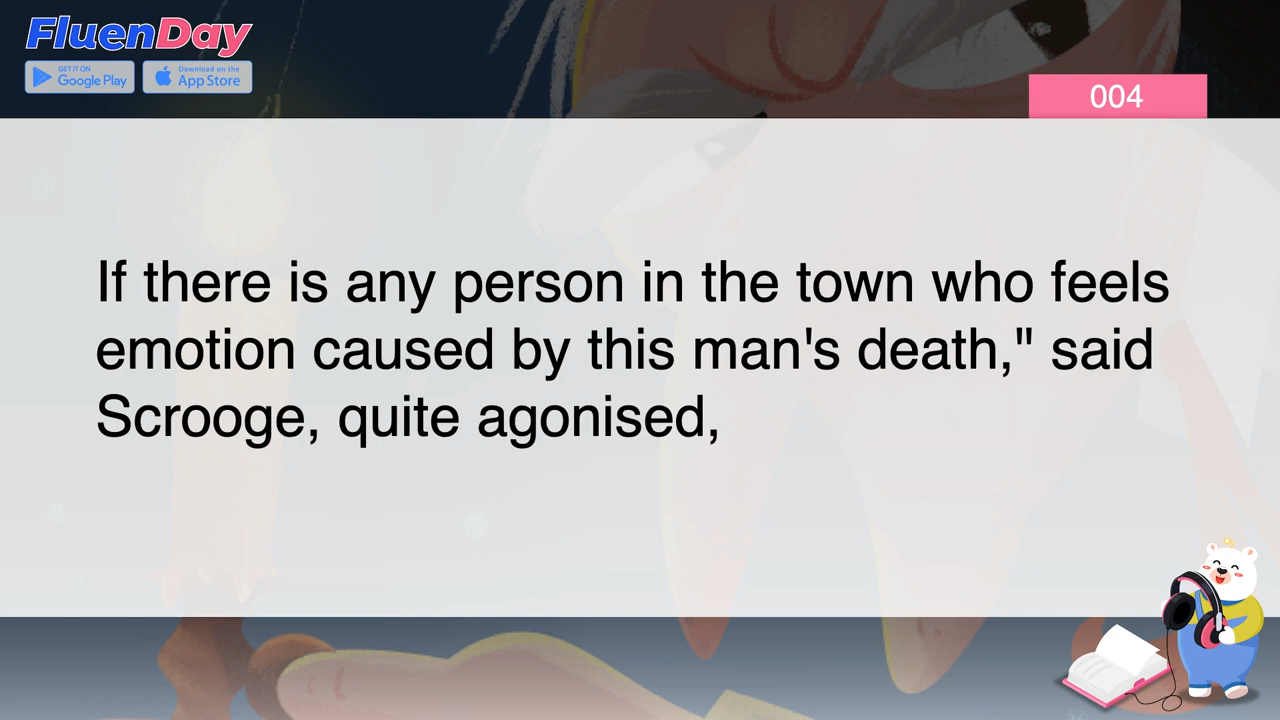 FluenDay
GET IT ON
Google Play
Download on the
App Store
004
If there is any person in the town who feels
emotion caused by this man's death," said
Scrooge, quite agonised,